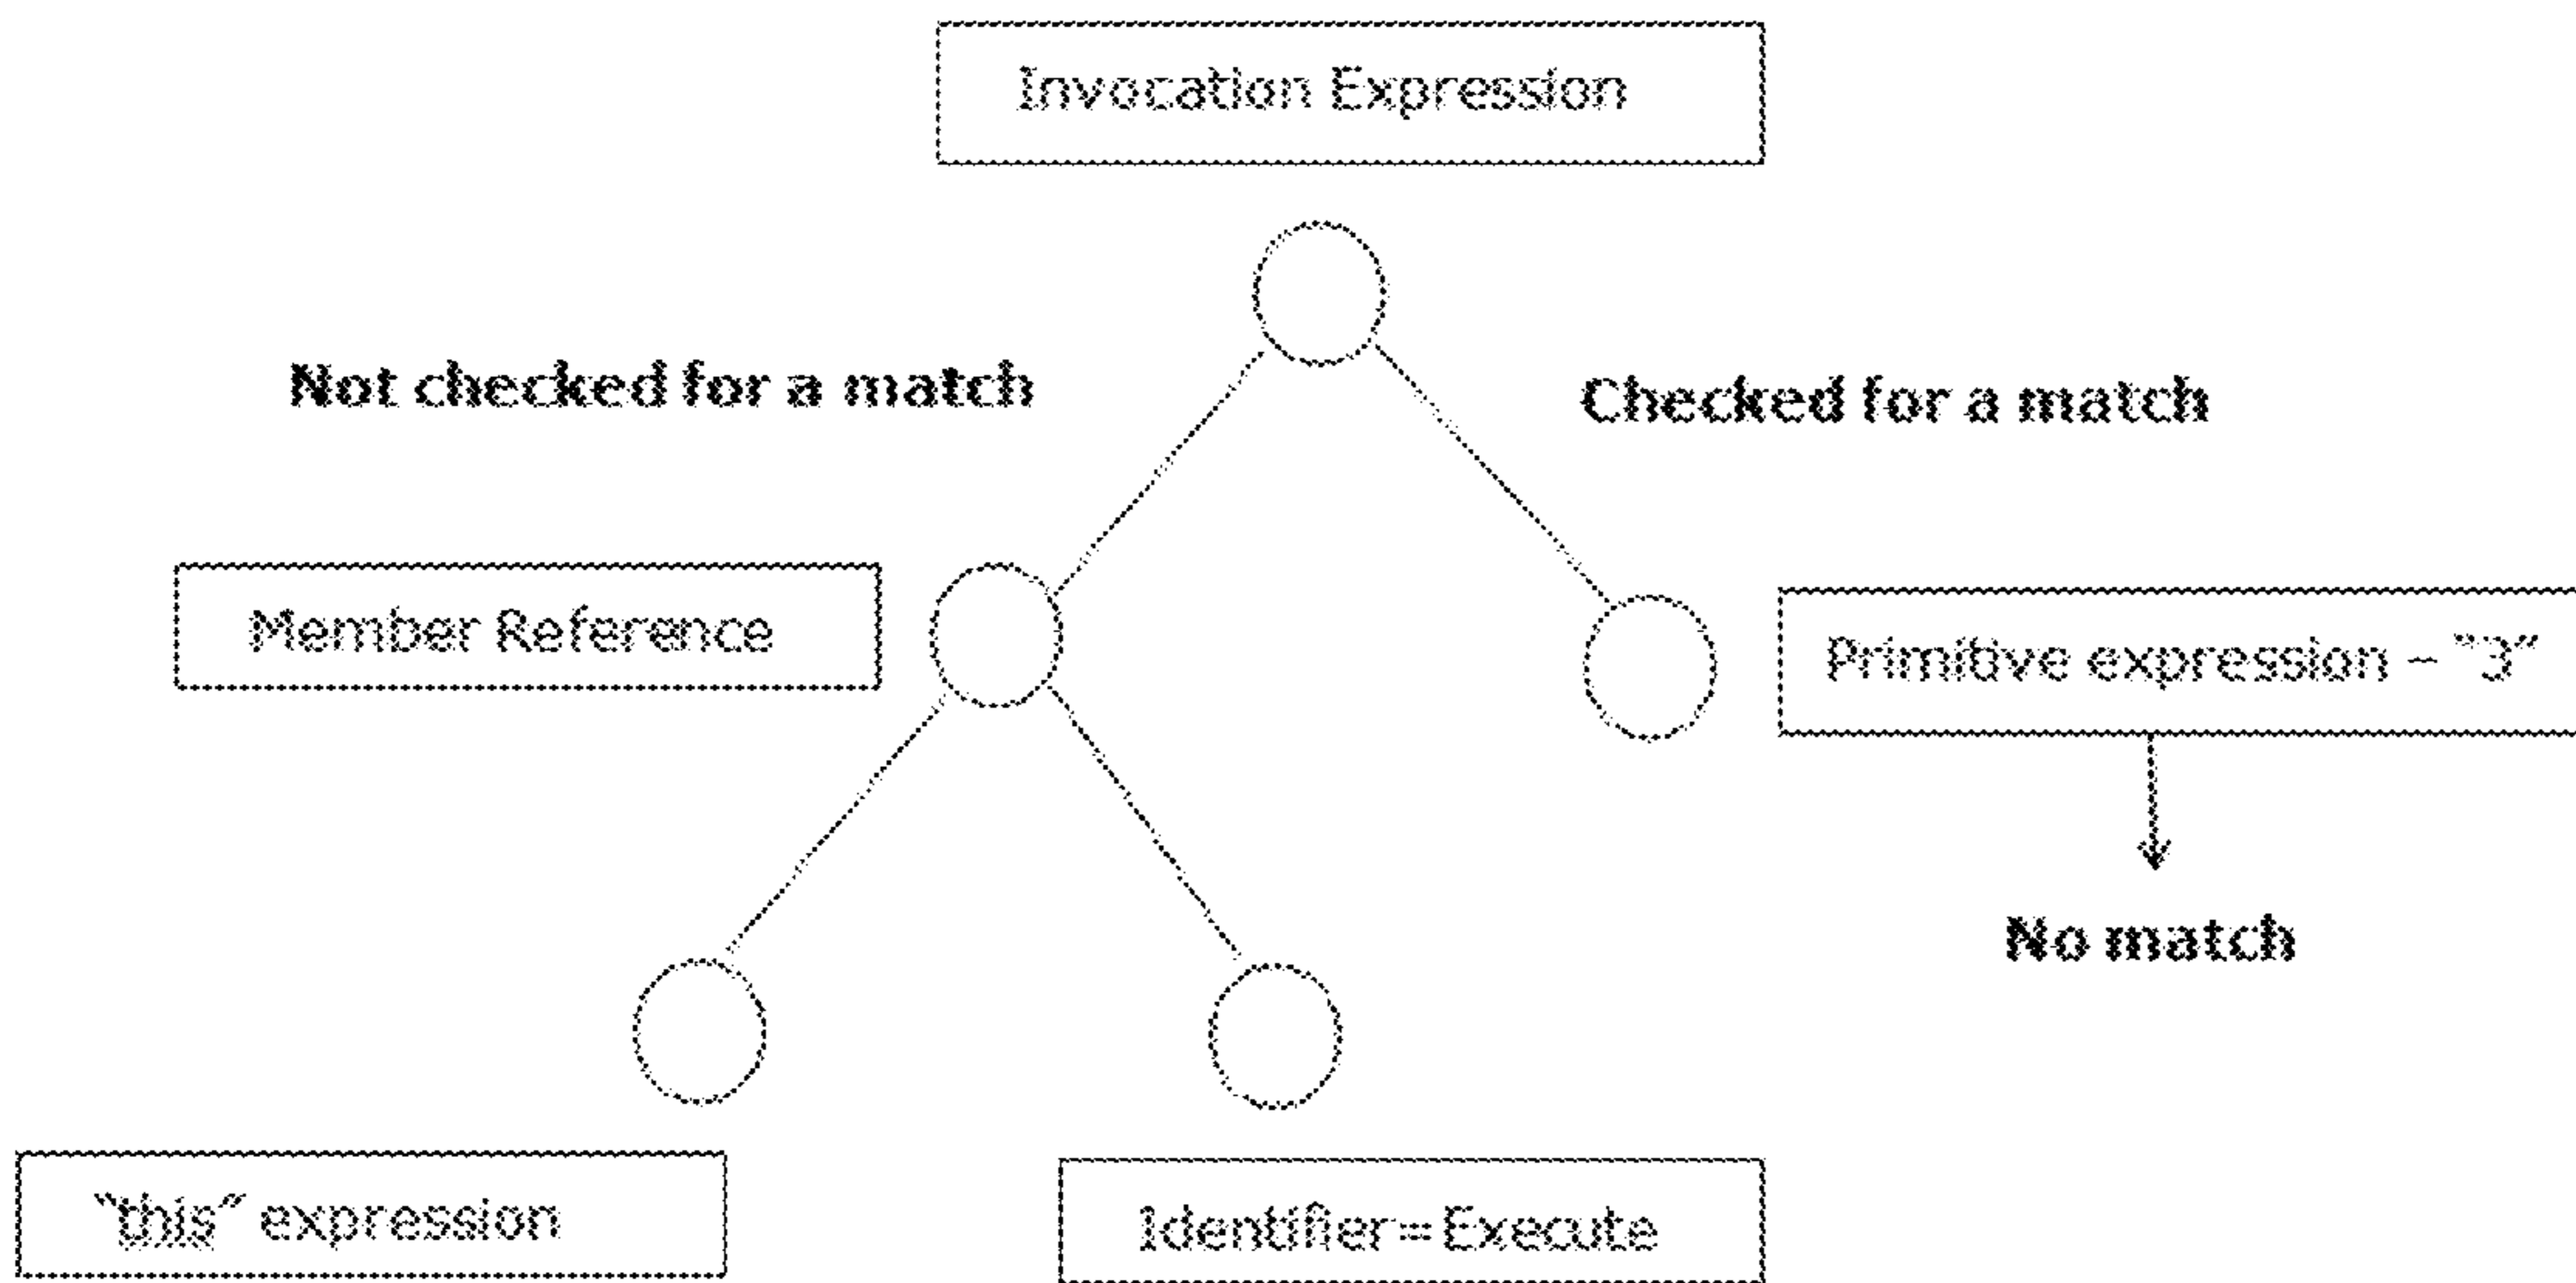 Invocation Expression
Not checked for a match
Checked for a match
Member Reference
Primitive expression – "3"
No match
"this" expression
Identifier=Execute